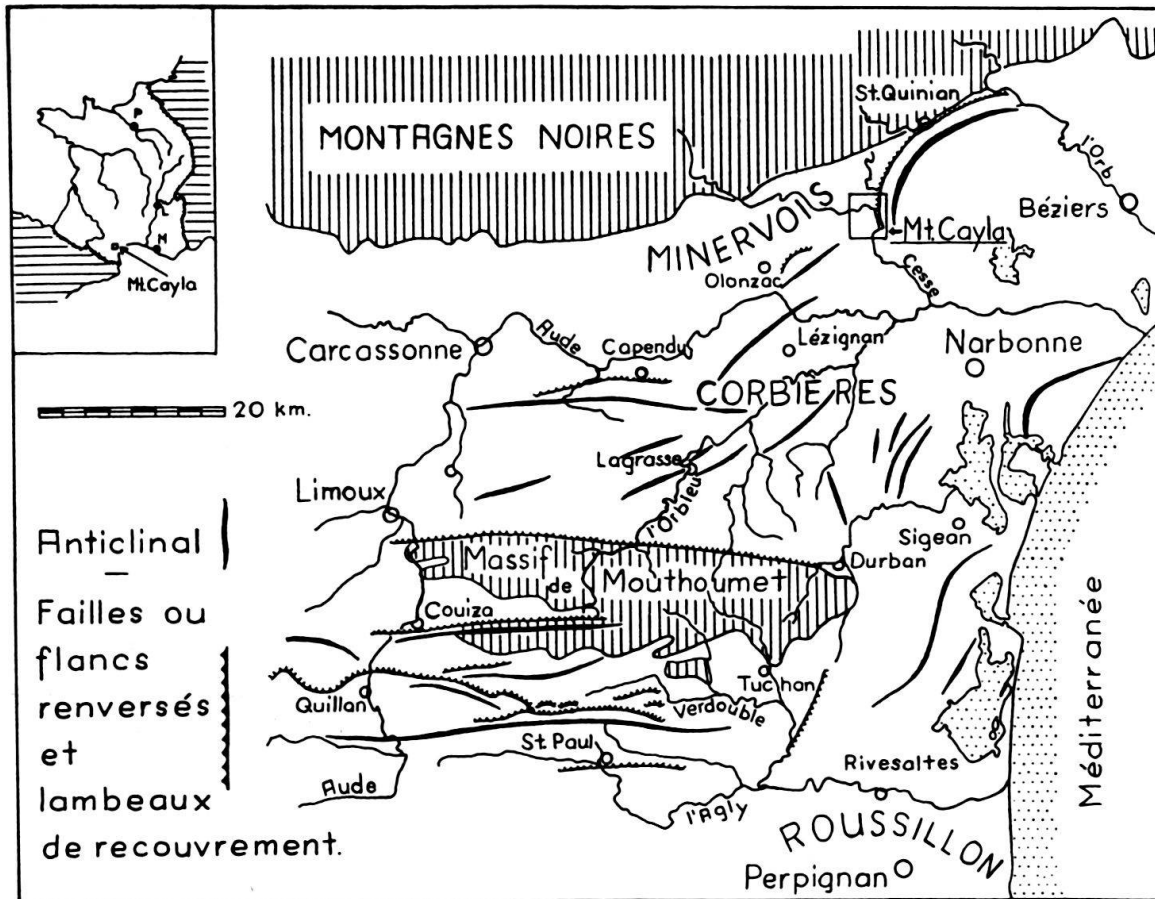 P
M
Mt.Cayla
MONTAGNES NOIRES
St.Quinian
l'Orb
Béziers
MINERVOIS
Mt.Cayla
Olonzac
Cesse
Carcassonne
Aude
Capendu
Lézignan
Narbonne
20 km.
CORBIERES
Lagrasse
l'Orbieu
Limoux
Sigean
Durban
Massif
de
Mouthoumet
Couiza
Tuchan
Quillan
Verdouble
St.Paul
Aude
l'Agly
Rivesaltes
ROUSSILLON
Perpignan
Méditerranée
Anticlinal
Failles ou
flancs
renversés
et
lambeaux
de recouvrement.